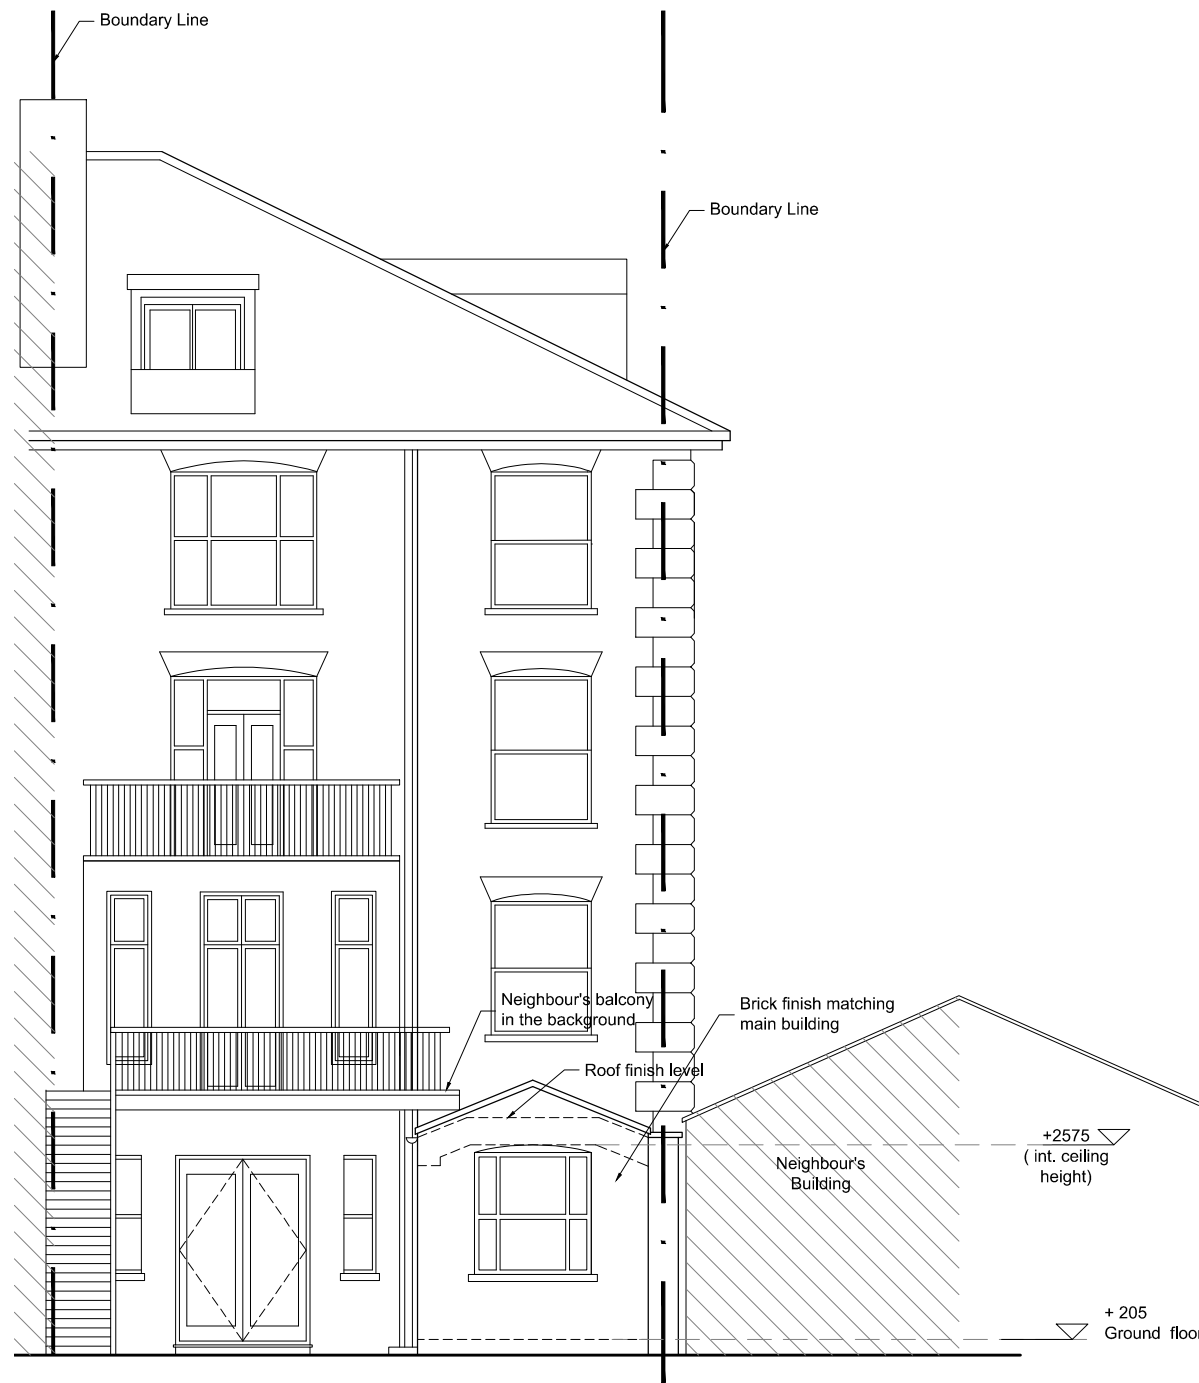 Boundary Line
Boundary Line
Neighbour's balcony
in the background
Brick finish matching
main building
Roof finish level
+2575
( int. ceiling
height)
Neighbour's
Building
+ 205
Ground floor